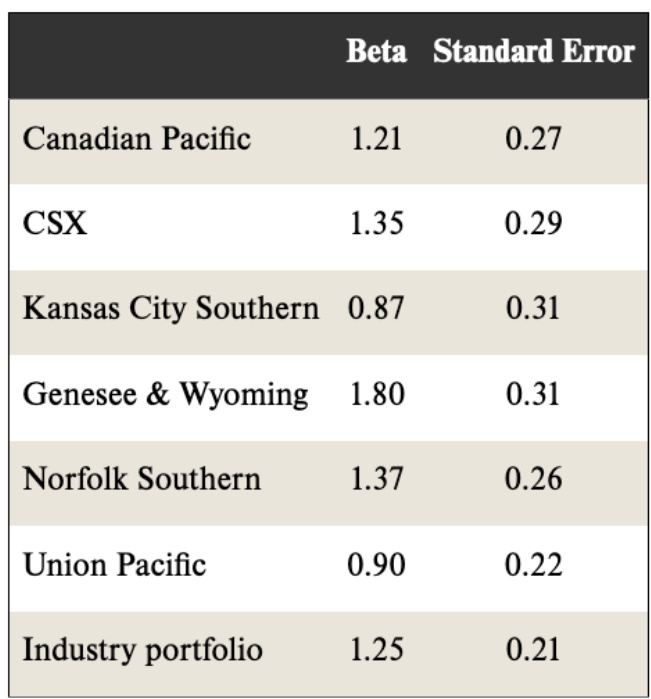 Beta Standard Error
Canadian Pacific 1.21 0.27
CSX 1.35 0.29
Kansas City Southern 0.87 0.31
Genesee & Wyoming 1.80 0.31
Norfolk Southern 1.37 0.26
Union Pacific 0.90 0.22
Industry portfolio 1.25 0.21